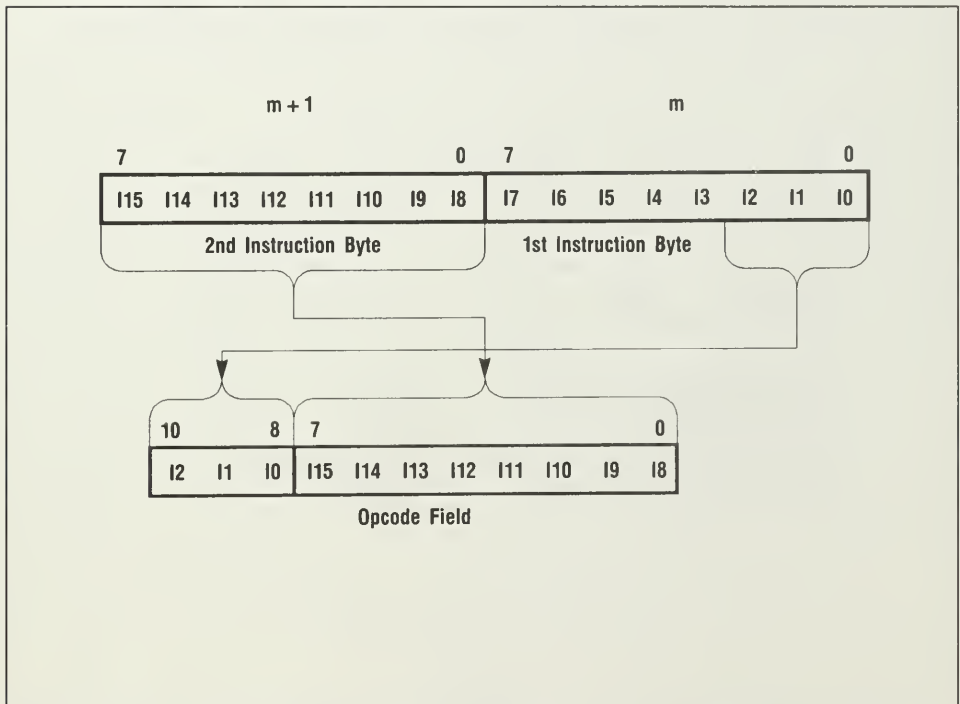 m + 1 m
7 0 7 0
I15 I14 I13 I12 I11 I10 I9 I8 I7 I6 I5 I4 I3 I2 I1 I0
2nd Instruction Byte 1st Instruction Byte
10 8 7 0
I2 I1 I0 I15 I14 I13 I12 I11 I10 I9 I8
Opcode Field